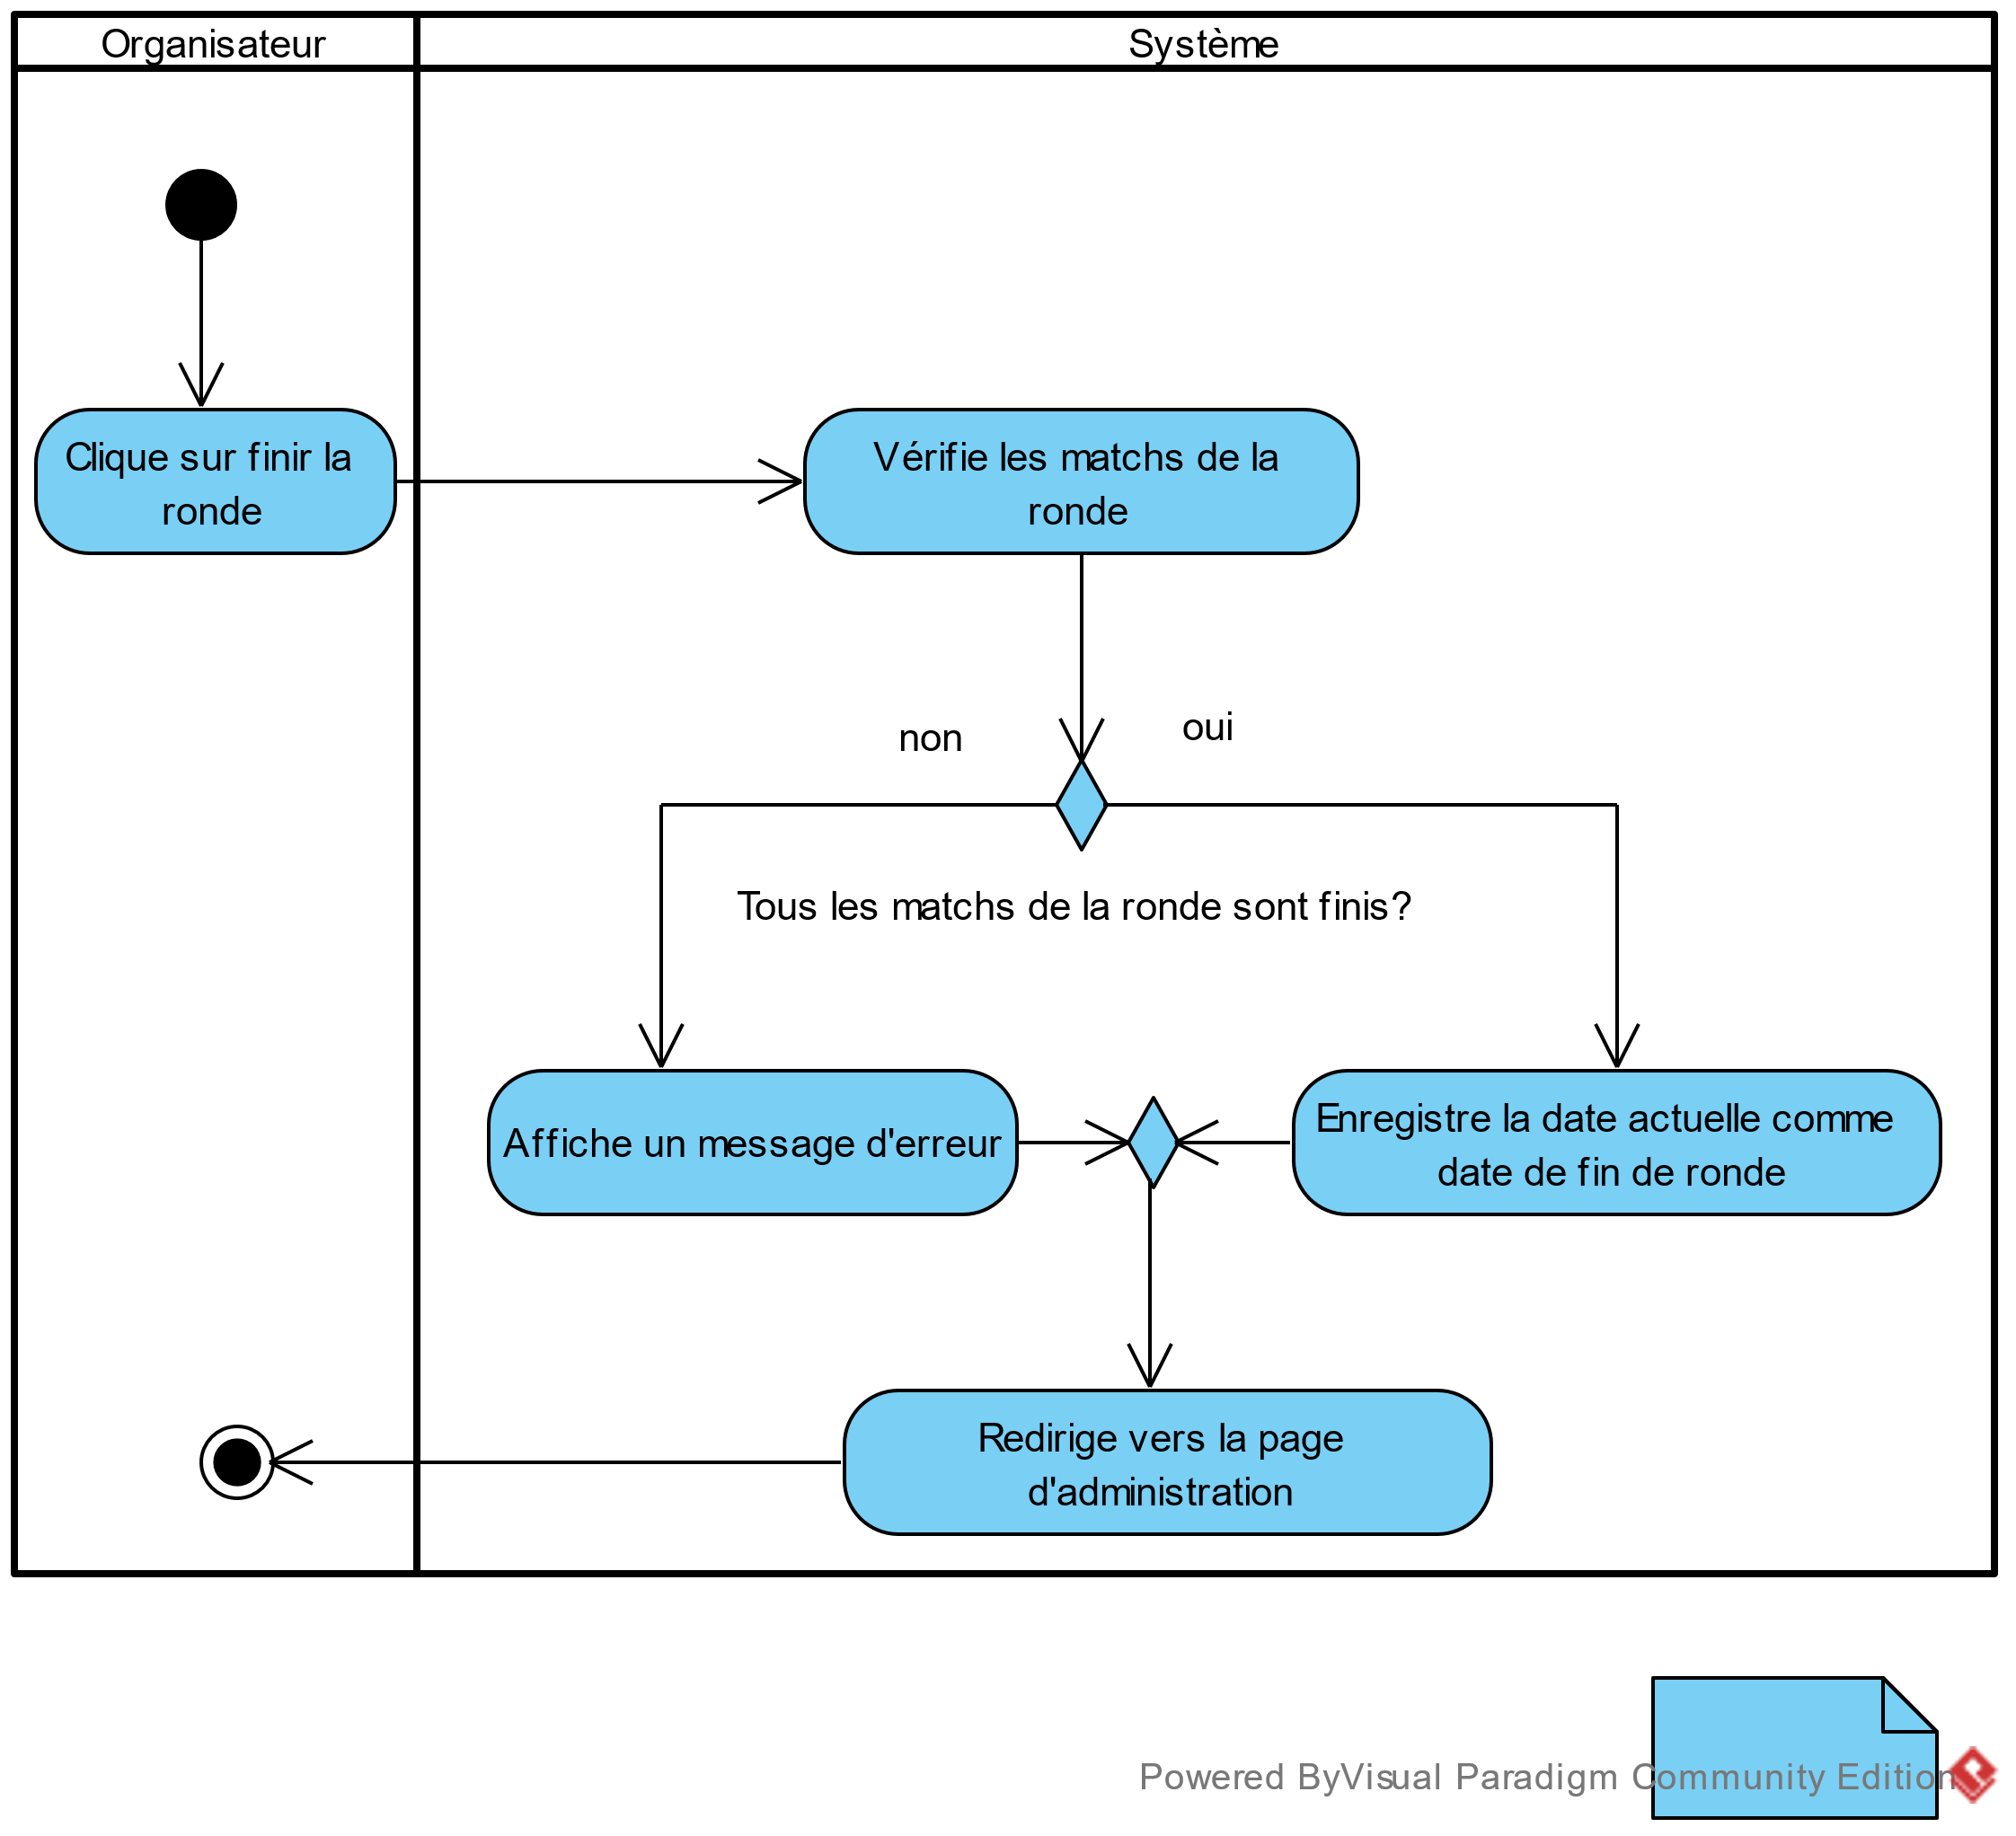 Organisateur
Système
Clique sur finir la
ronde
Vérifie les matchs de la
ronde
non
oui
Tous les matchs de la ronde sont finis?
Affiche un message d'erreur
Enregistre la date actuelle comme
date de fin de ronde
Redirige vers la page
d'administration
Powered ByVisual Paradigm Community Edition